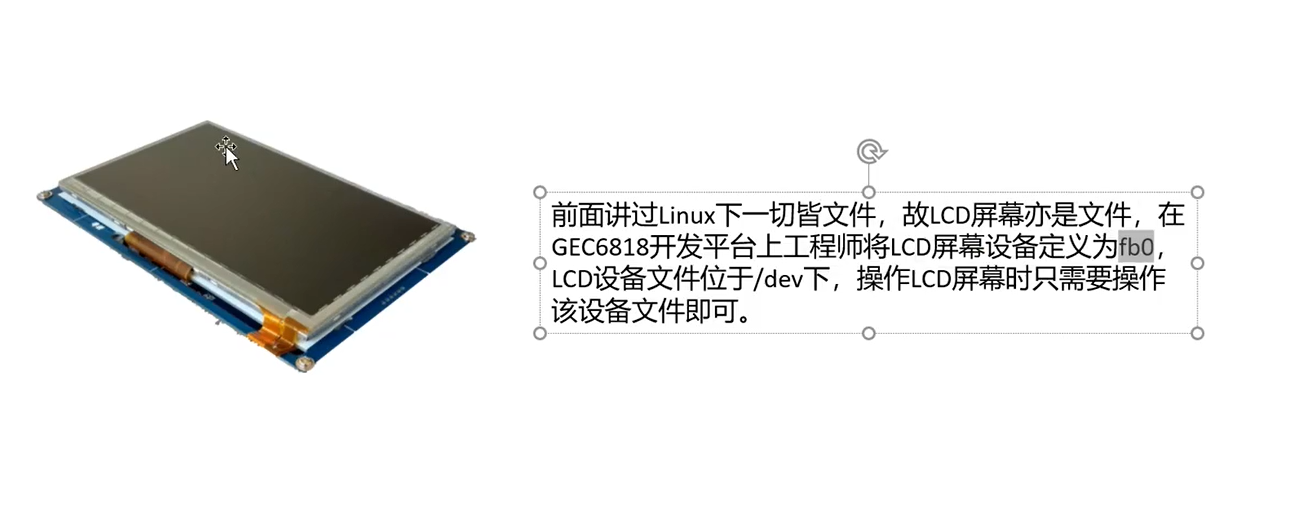 前面讲过Linux下一切皆文件，故LCD屏幕亦是文件，在
GEC6818开发平台上工程师将LCD屏幕设备定义为fb0，
LCD设备文件位于/dev下，操作LCD屏幕时只需要操作
该设备文件即可。